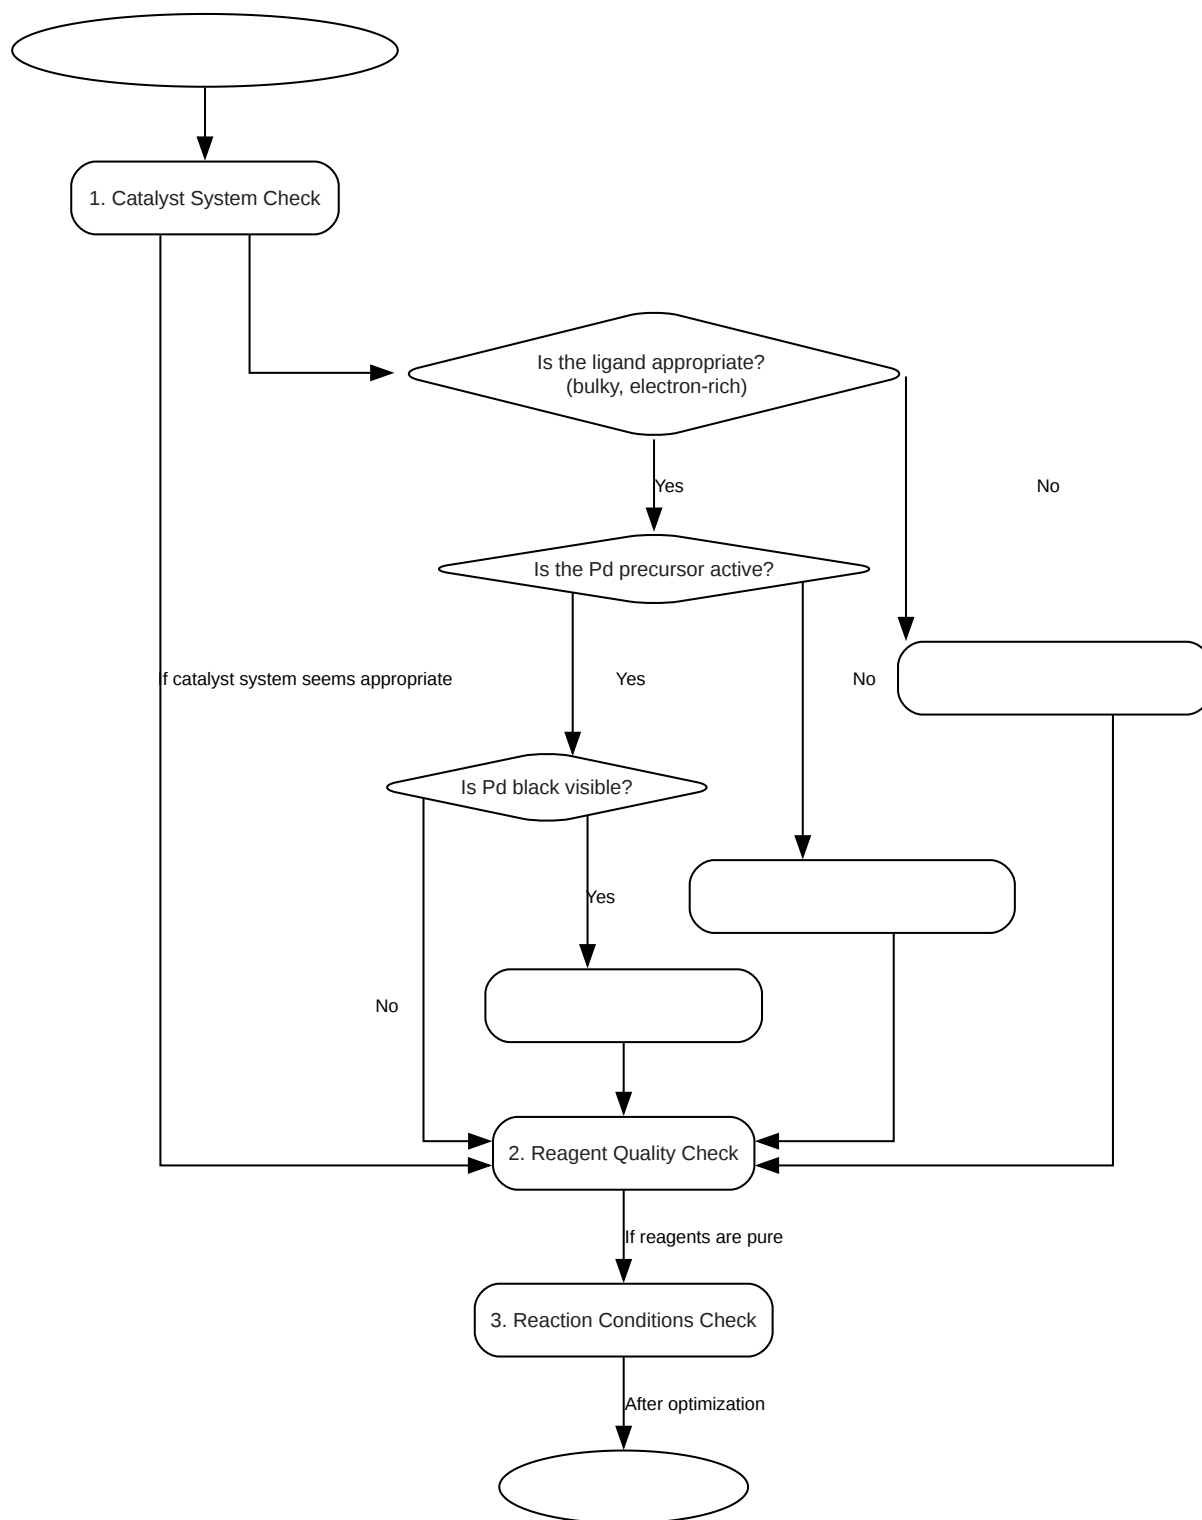 1. Catalyst System Check
Is the ligand appropriate?
(bulky, electron-rich)
Yes
No
Is the Pd precursor active?
If catalyst system seems appropriate
Yes
No
Is Pd black visible?
Yes
No
2. Reagent Quality Check
If reagents are pure
3. Reaction Conditions Check
After optimization